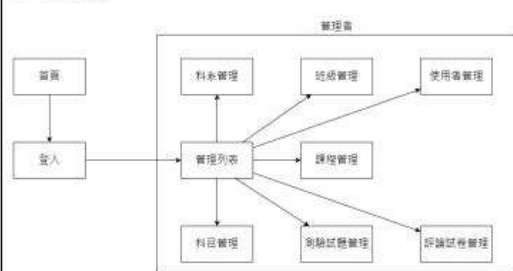 管理者
首頁
科系管理
班級管理
使用者管理
登入
管理列表
課程管理
科目管理
測驗試題管理
評論試卷管理